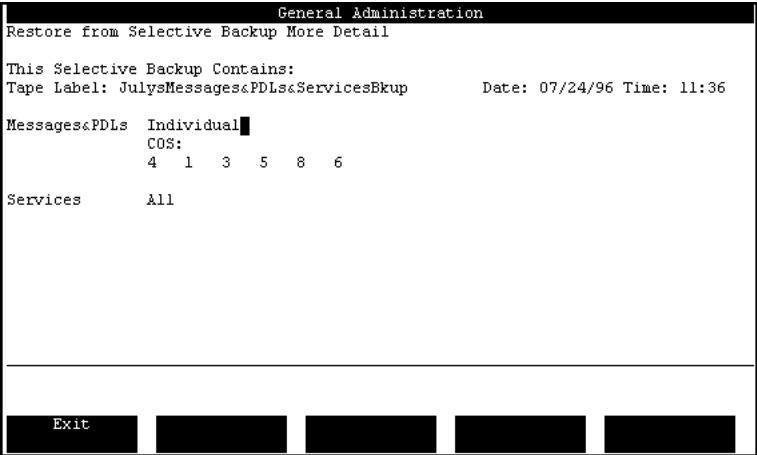 General Administration
Restore from Selective Backup More Detail
This Selective Backup Contains:
Tape Label: JulysMessages&PDLs&ServicesBkup Date: 07/24/96 Time: 11:36
Messages&PDLs Individual
COS:
4 1 3 5 8 6
Services All
Exit